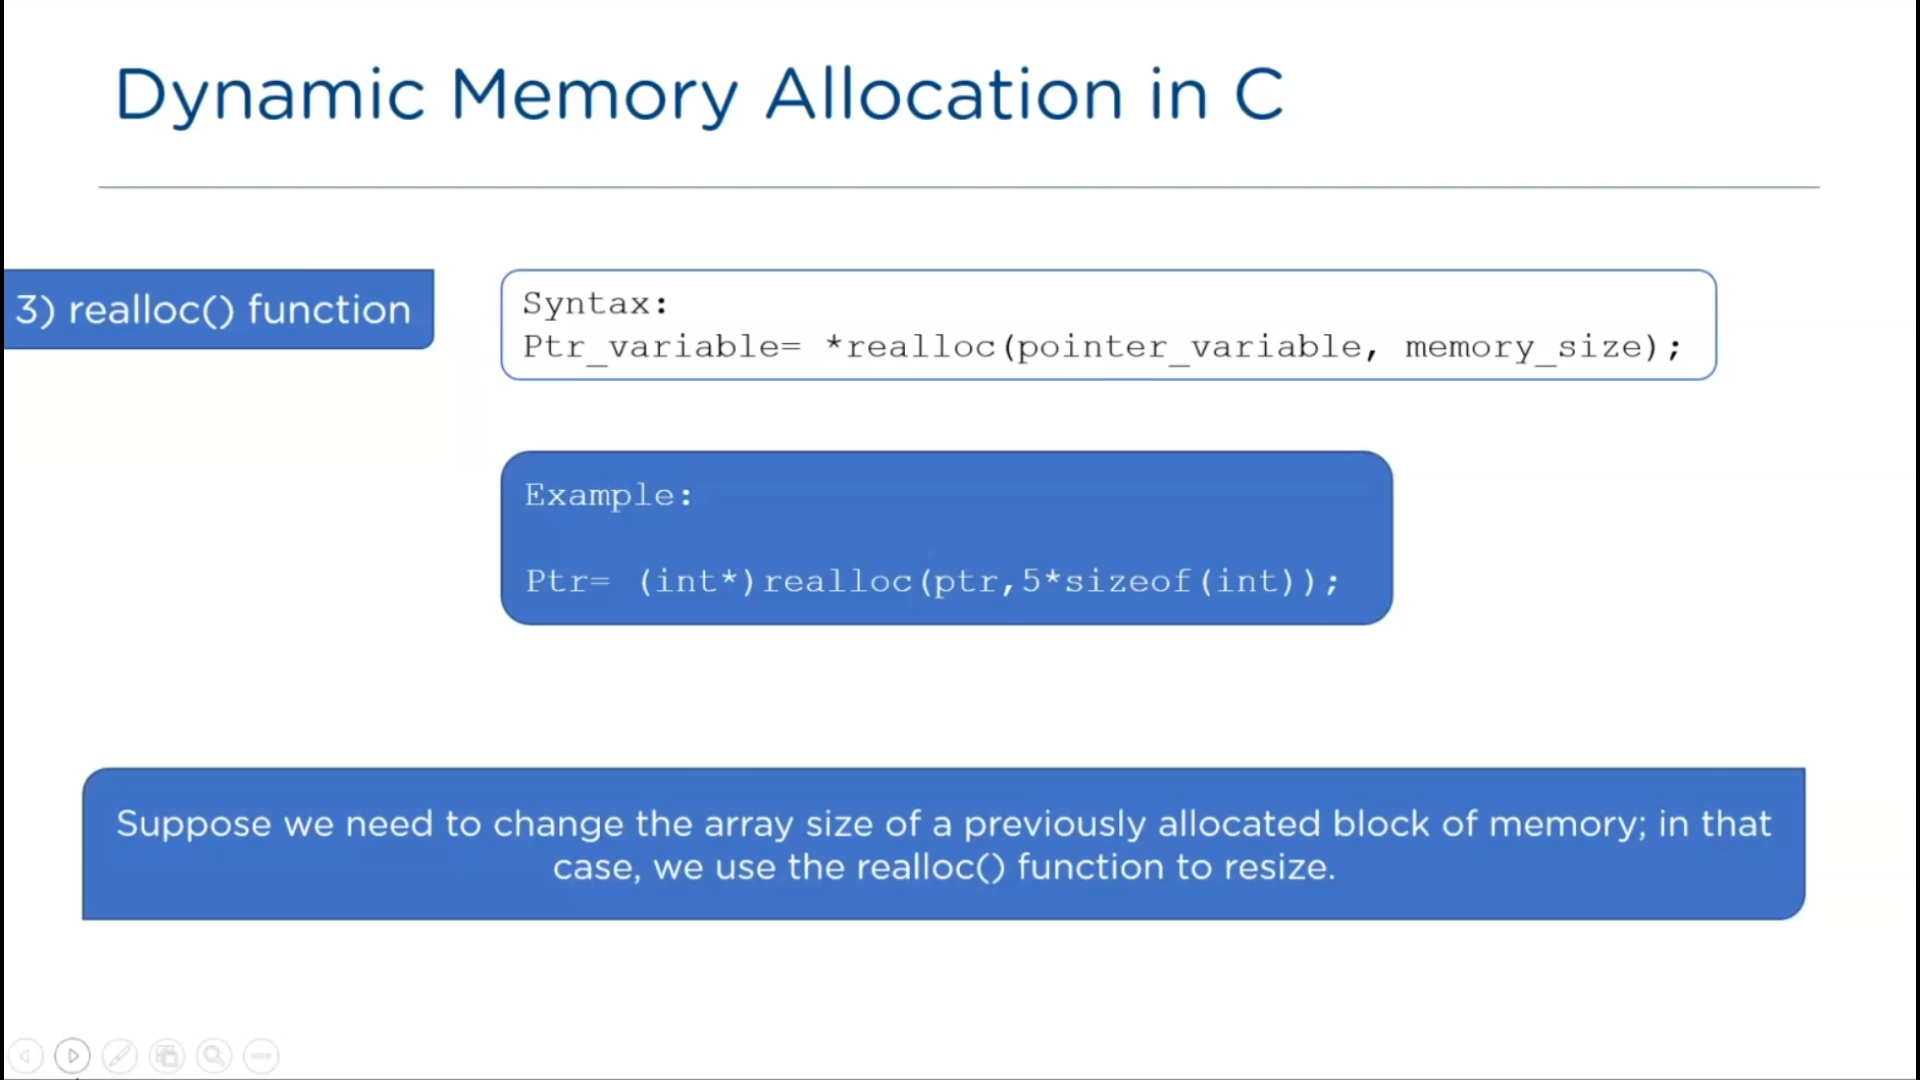 Dynamic Memory Allocation in C
3) realloc() function
Syntax:
Ptr_variable= *realloc(pointer_variable, memory_size);
Example:
Ptr= (int*)realloc(ptr,5*sizeof(int));
Suppose we need to change the array size of a previously allocated block of memory; in that
case, we use the realloc() function to resize.